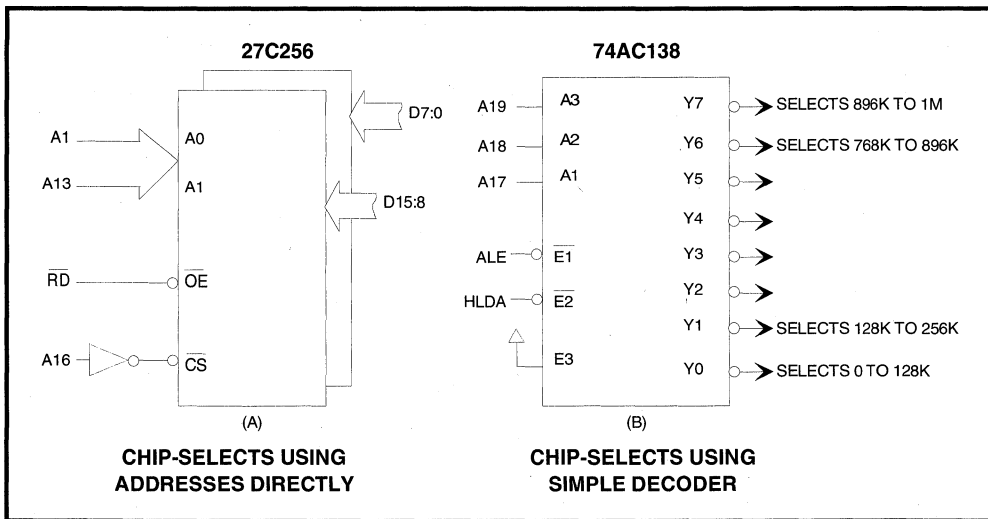 27C256
A1
A13
RD
A16
A0
A1
OE
CS
D7:0
D15:8
(A)
CHIP-SELECTS USING
ADDRESSES DIRECTLY
74AC138
A19
A18
A17
ALE
HLDA
A3
A2
A1
E1
E2
E3
Y7
Y6
Y5
Y4
Y3
Y2
Y1
Y0
SELECTS 896K TO 1M
SELECTS 768K TO 896K
SELECTS 128K TO 256K
SELECTS 0 TO 128K
(B)
CHIP-SELECTS USING
SIMPLE DECODER